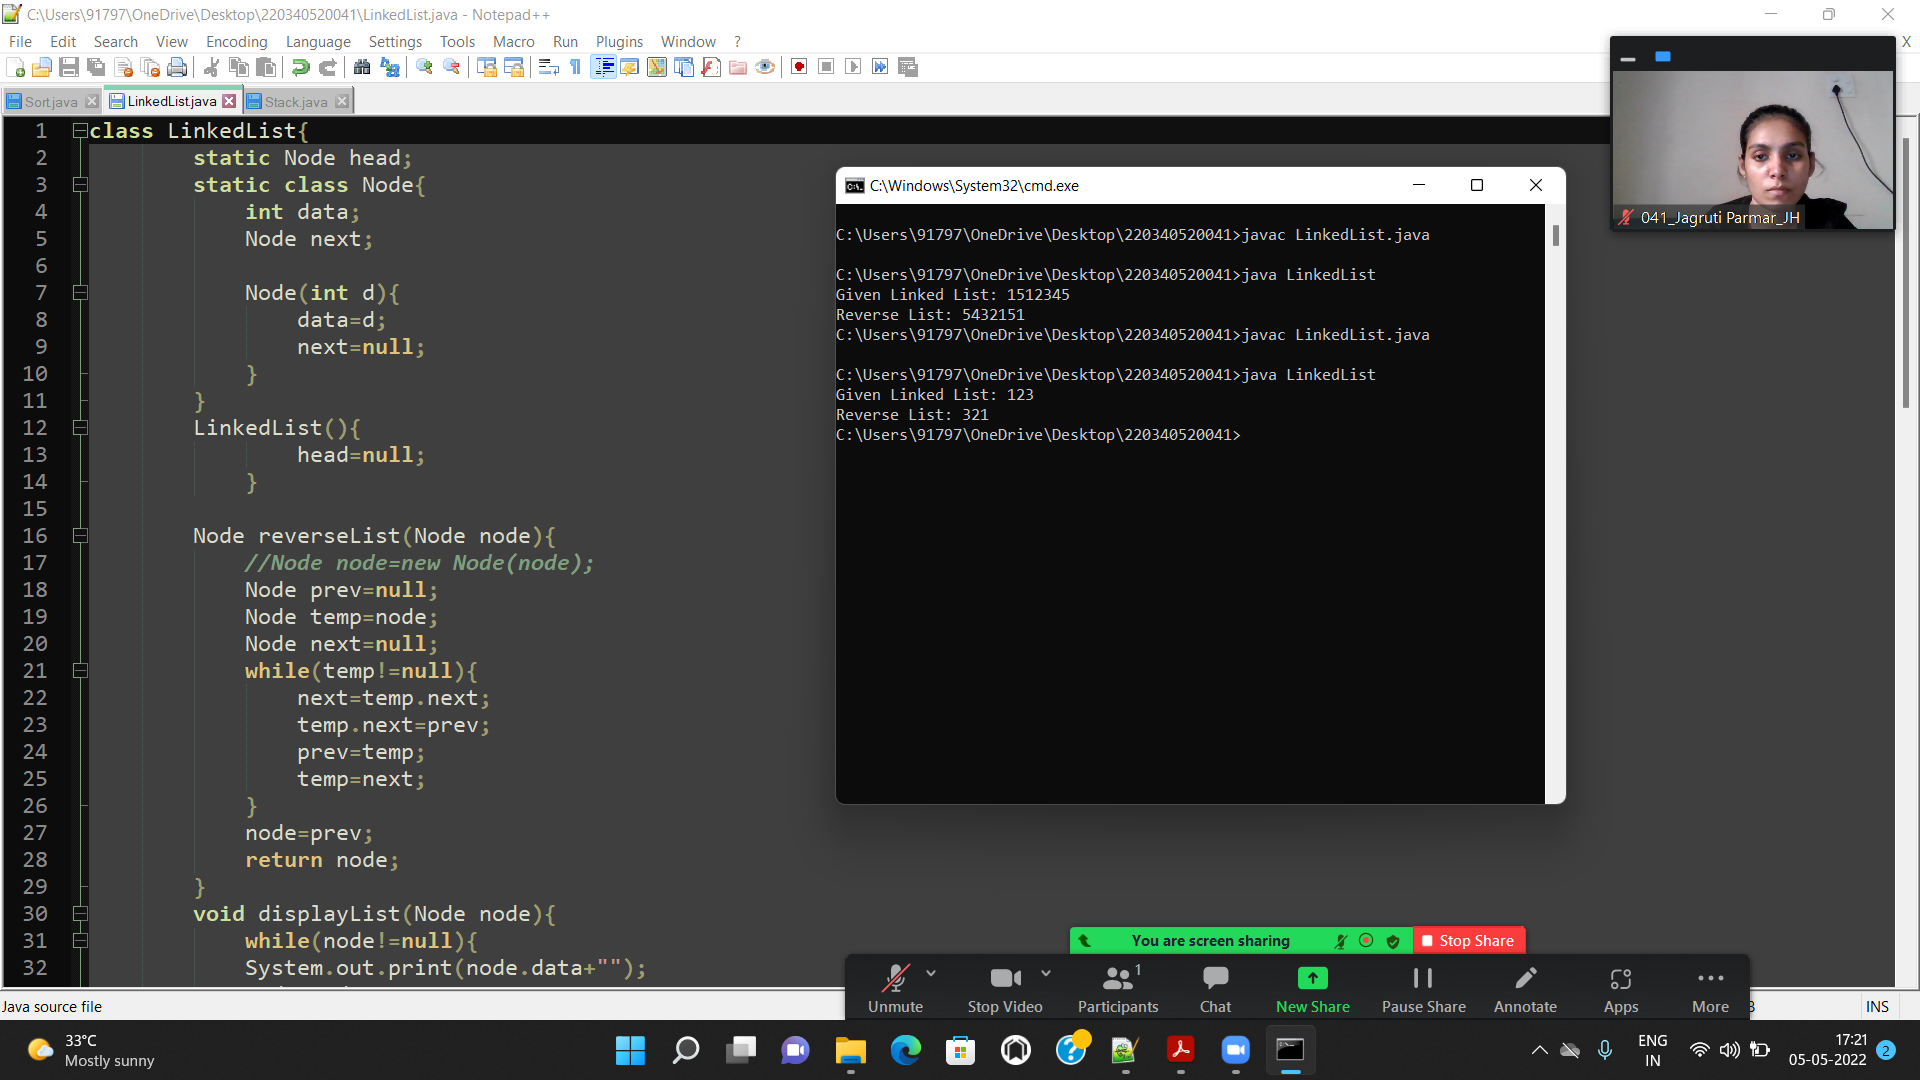 C:\Users\91797\OneDrive\Desktop\220340520041\LinkedList.java - Notepad++
File Edit Search View Encoding Language Settings Tools Macro Run Plugins Window ?
X
Sort.java LinkedList.java Stack.java
1 class LinkedList{
2 static Node head;
3 static class Node{
4 int data;
5 Node next;
6
7 Node(int d){
8 data=d;
9 next=null;
10 }
11 }
12 LinkedList(){
13 head=null;
14 }
15
16 Node reverseList(Node node){
17 //Node node=new Node(node);
18 Node prev=null;
19 Node temp=node;
20 Node next=null;
21 while(temp!=null){
22 next=temp.next;
23 temp.next=prev;
24 prev=temp;
25 temp=next;
26 }
27 node=prev;
28 return node;
29 }
30 void displayList(Node node){
31 while(node!=null){
32 System.out.print(node.data+"");
C:\Windows\System32\cmd.exe
C:\Users\91797\OneDrive\Desktop\220340520041>javac LinkedList.java
C:\Users\91797\OneDrive\Desktop\220340520041>java LinkedList
Given Linked List: 1512345
Reverse List: 5432151
C:\Users\91797\OneDrive\Desktop\220340520041>javac LinkedList.java
C:\Users\91797\OneDrive\Desktop\220340520041>java LinkedList
Given Linked List: 123
Reverse List: 321
C:\Users\91797\OneDrive\Desktop\220340520041>
041_Jagruti Parmar_JH
You are screen sharing Stop Share
1
Unmute Stop Video Participants Chat New Share Pause Share Annotate Apps More
Java source file INS
33°C
Mostly sunny
ENG
IN
17:21
05-05-2022
2